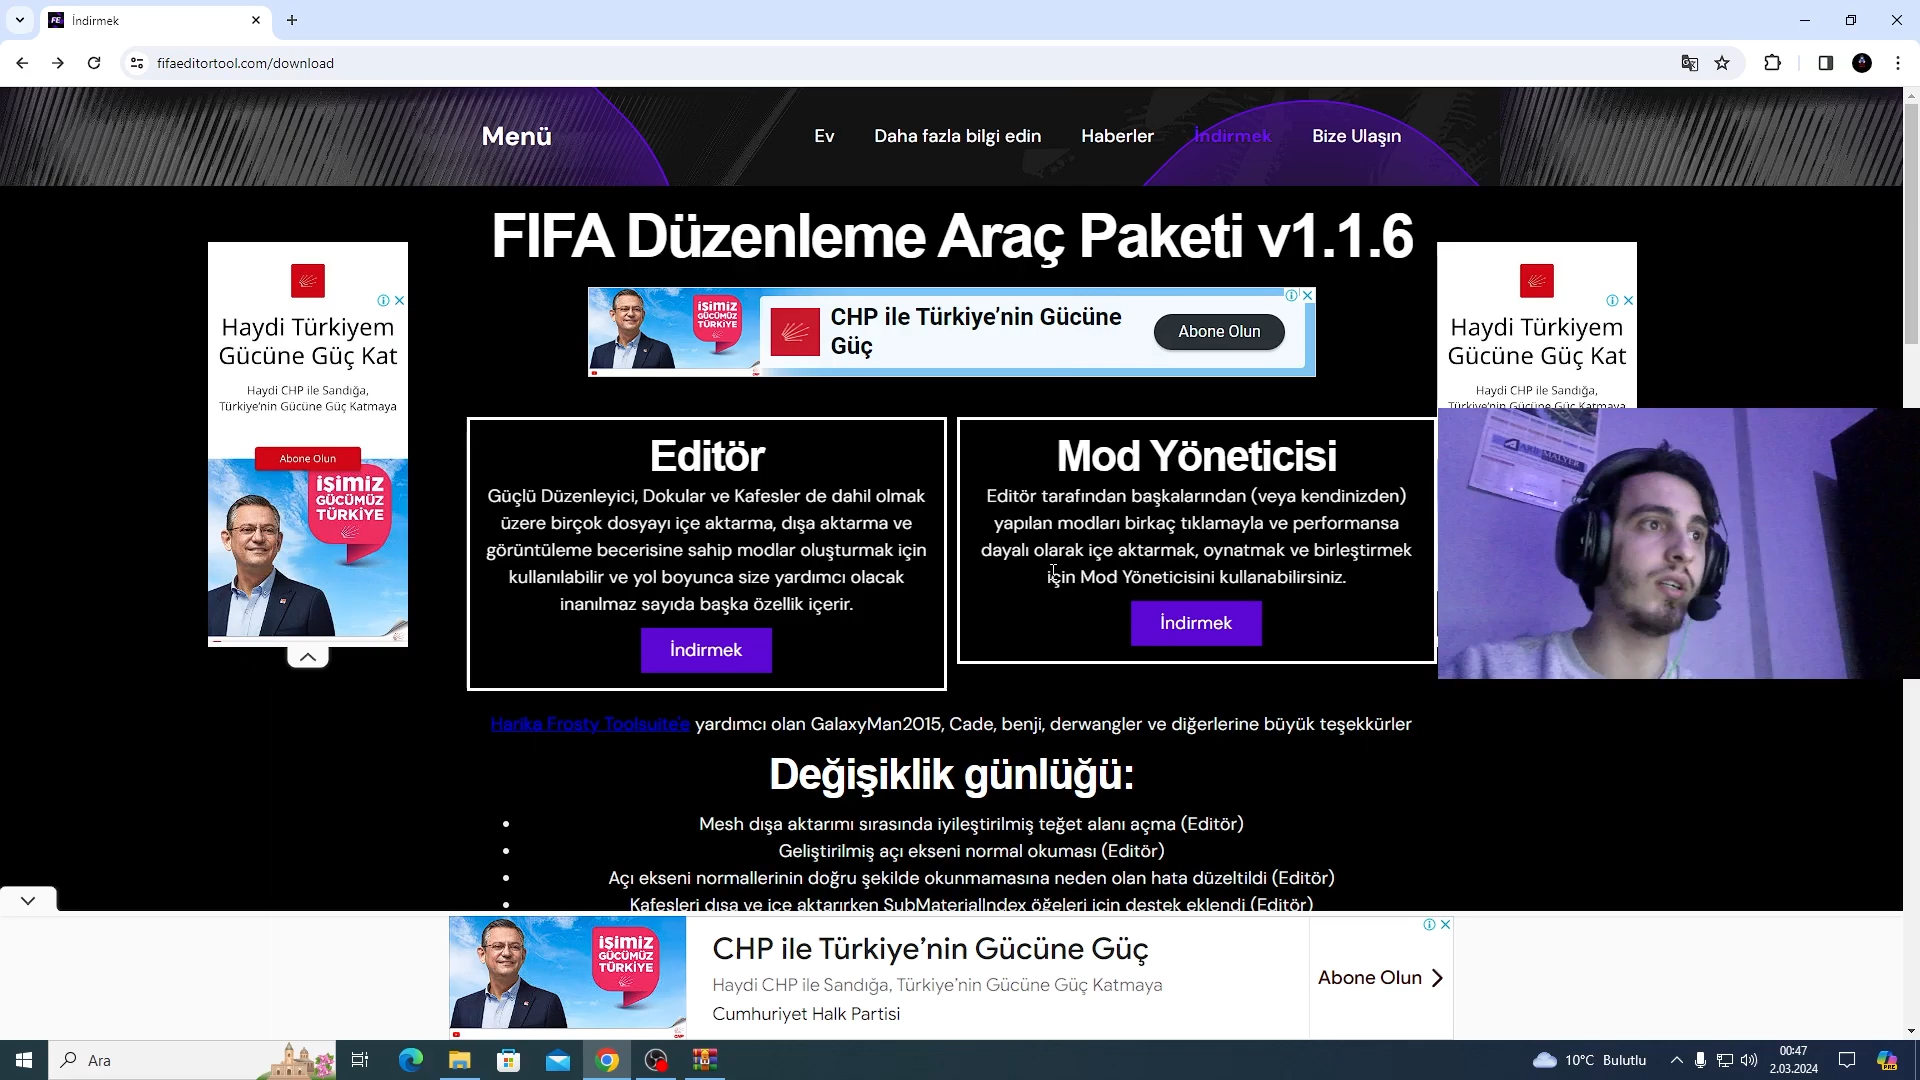 İndirmek
fifaeditortool.com/download
Menü
Ev
Daha fazla bilgi edin
Haberler
İndirmek
Bize Ulaşın
FIFA Düzenleme Araç Paketi v1.1.6
Haydi Türkiyem
Gücüne Güç Kat
Haydi CHP ile Sandığa,
Türkiye'nin Gücüne Güç Katmaya
Abone Olun
işimiz
GÜCÜMÜZ
TÜRKİYE
işimiz
GÜCÜMÜZ
TÜRKİYE
CHP ile Türkiye'nin Gücüne
Güç
Abone Olun
Haydi Türkiyem
Gücüne Güç Kat
Haydi CHP ile Sandığa,
Türkiye'nin Gücüne Güç Katmaya
Editör
Güçlü Düzenleyici, Dokular ve Kafesler de dahil olmak
üzere birçok dosyayı içe aktarma, dışa aktarma ve
görüntüleme becerisine sahip modlar oluşturmak için
kullanılabilir ve yol boyunca size yardımcı olacak
inanılmaz sayıda başka özellik içerir.
İndirmek
Mod Yöneticisi
Editör tarafından başkalarından (veya kendinizden)
yapılan modları birkaç tıklamayla ve performansa
dayalı olarak içe aktarmak, oynatmak ve birleştirmek
için Mod Yöneticisini kullanabilirsiniz.
İndirmek
Harika Frosty Toolsuite'e yardımcı olan GalaxyMan2015, Cade, benji, derwangler ve diğerlerine büyük teşekkürler
Değişiklik günlüğü:
• Mesh dışa aktarımı sırasında iyileştirilmiş teğet alanı açma (Editör)
• Geliştirilmiş açı ekseni normal okuması (Editör)
• Açı ekseni normallerinin doğru şekilde okunmamasına neden olan hata düzeltildi (Editör)
• Kafesleri dışa ve içe aktarırken SubMaterialIndex öğeleri için destek eklendi (Editör)
işimiz
GÜCÜMÜZ
TÜRKİYE
CHP ile Türkiye'nin Gücüne Güç
Haydi CHP ile Sandığa, Türkiye'nin Gücüne Güç Katmaya
Cumhuriyet Halk Partisi
Abone Olun
Ara
10°C Bulutlu
00:47
2.03.2024